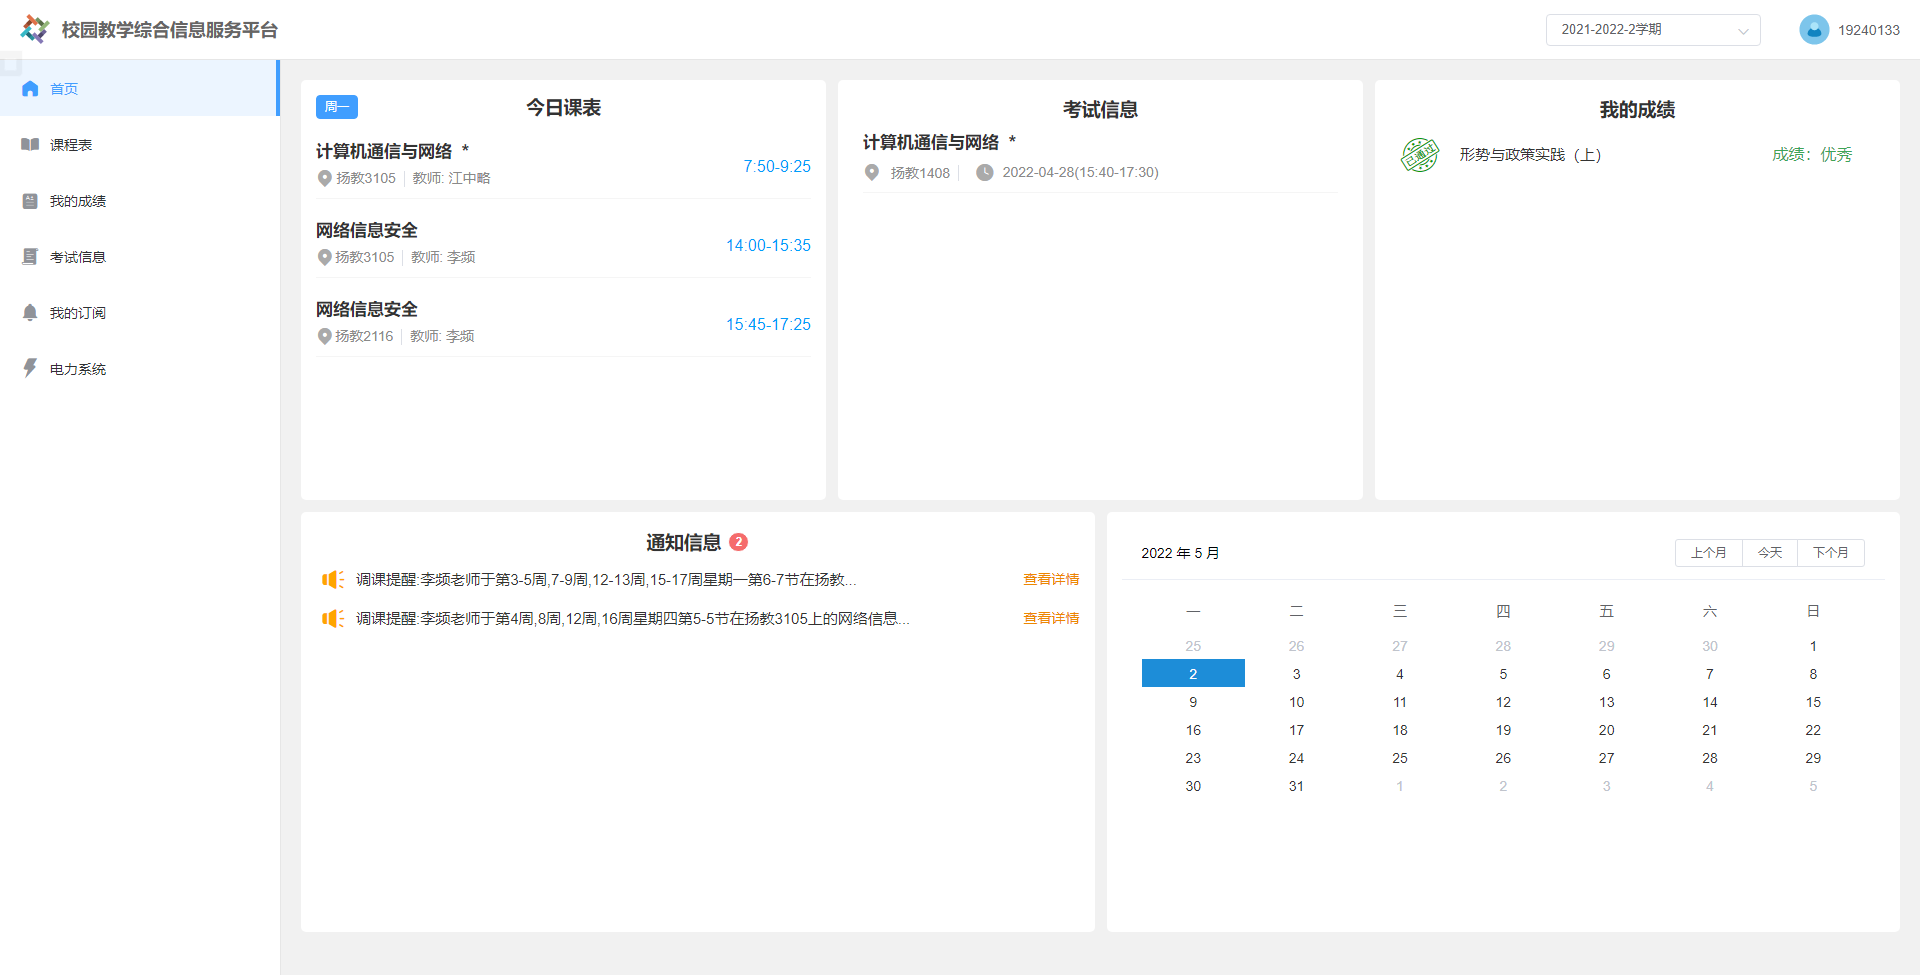 校园教学综合信息服务平台
2021-2022-2学期
19240133
首页
课程表
我的成绩
考试信息
我的订阅
电力系统
周一
今日课表
计算机通信与网络 *
扬教3105 教师: 江中略
7:50-9:25
网络信息安全
扬教3105 教师: 李频
14:00-15:35
网络信息安全
扬教2116 教师: 李频
15:45-17:25
考试信息
计算机通信与网络 *
扬教1408 2022-04-28(15:40-17:30)
我的成绩
已通过
形势与政策实践（上）
成绩：优秀
通知信息 2
调课提醒:李频老师于第3-5周,7-9周,12-13周,15-17周星期一第6-7节在扬教...
查看详情
调课提醒:李频老师于第4周,8周,12周,16周星期四第5-5节在扬教3105上的网络信息...
查看详情
2022 年 5 月
上个月 今天 下个月
一 二 三 四 五 六 日
25 26 27 28 29 30 1
2 3 4 5 6 7 8
9 10 11 12 13 14 15
16 17 18 19 20 21 22
23 24 25 26 27 28 29
30 31 1 2 3 4 5